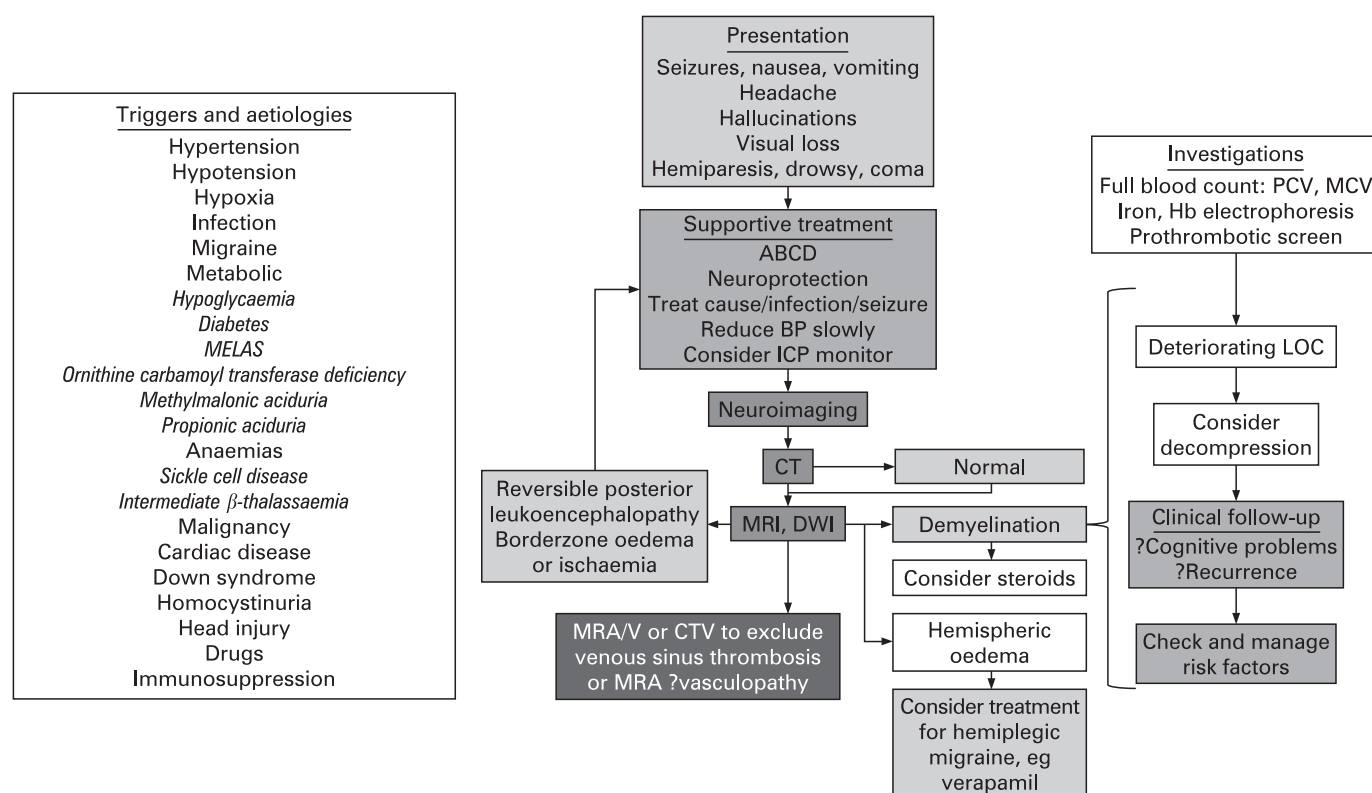 Triggers and aetiologies
Hypertension
Hypotension
Hypoxia
Infection
Migraine
Metabolic
Hypoglycaemia
Diabetes
MELAS
Ornithine carbamoyl transferase deficiency
Methylmalonic aciduria
Propionic aciduria
Anaemias
Sickle cell disease
Intermediate β-thalassaemia
Malignancy
Cardiac disease
Down syndrome
Homocystinuria
Head injury
Drugs
Immunosuppression
Presentation
Seizures, nausea, vomiting
Headache
Hallucinations
Visual loss
Hemiparesis, drowsy, coma
Supportive treatment
ABCD
Neuroprotection
Treat cause/infection/seizure
Reduce BP slowly
Consider ICP monitor
Neuroimaging
CT
Normal
Reversible posterior
leukoencephalopathy
Borderzone oedema
or ischaemia
MRI, DWI
Demyelination
Consider steroids
MRA/V or CTV to exclude
venous sinus thrombosis
or MRA ?vasculopathy
Hemispheric
oedema
Consider treatment
for hemiplegic
migraine, eg
verapamil
Investigations
Full blood count: PCV, MCV
Iron, Hb electrophoresis
Prothrombotic screen
Deteriorating LOC
Consider
decompression
Clinical follow-up
?Cognitive problems
?Recurrence
Check and manage
risk factors